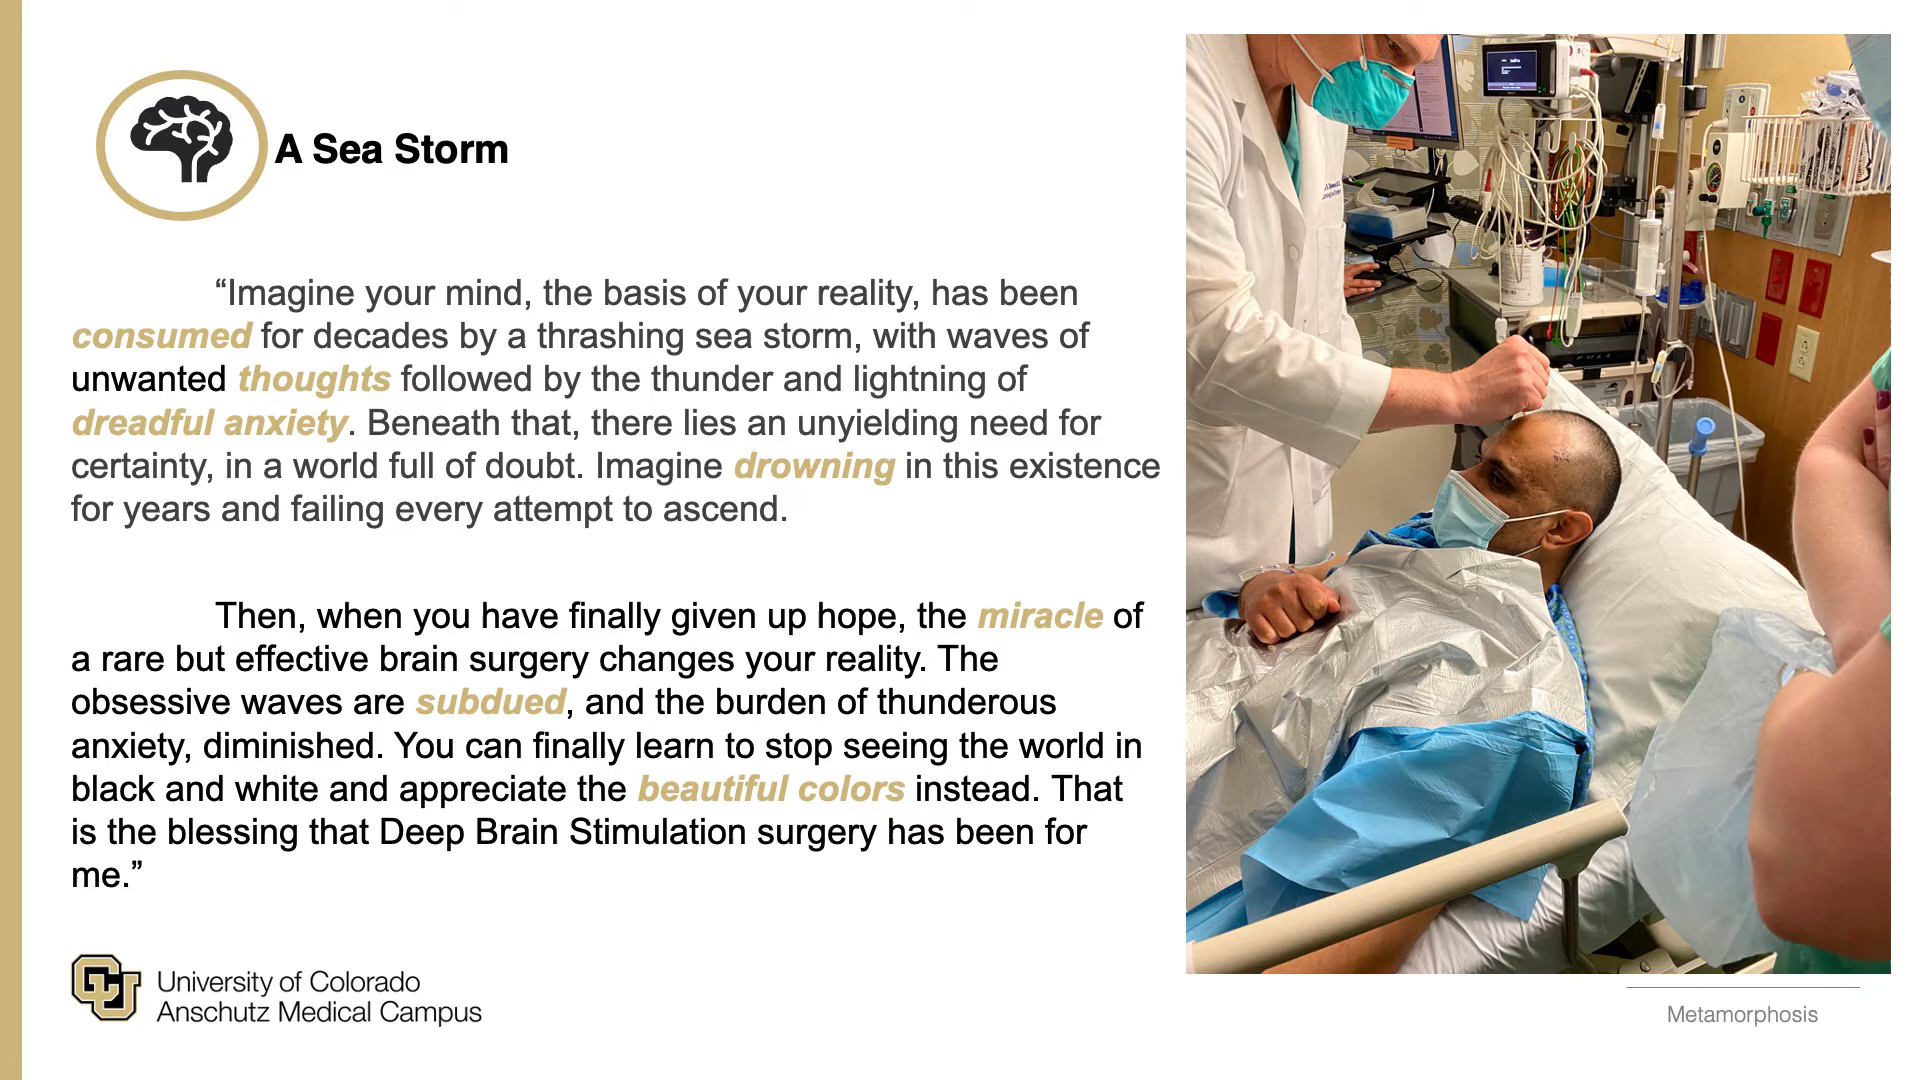 A Sea Storm
“Imagine your mind, the basis of your reality, has been
consumed for decades by a thrashing sea storm, with waves of
unwanted thoughts followed by the thunder and lightning of
dreadful anxiety. Beneath that, there lies an unyielding need for
certainty, in a world full of doubt. Imagine drowning in this existence
for years and failing every attempt to ascend.
Then, when you have finally given up hope, the miracle of
a rare but effective brain surgery changes your reality. The
obsessive waves are subdued, and the burden of thunderous
anxiety, diminished. You can finally learn to stop seeing the world in
black and white and appreciate the beautiful colors instead. That
is the blessing that Deep Brain Stimulation surgery has been for
me.”
CU
University of Colorado
Anschutz Medical Campus
Metamorphosis